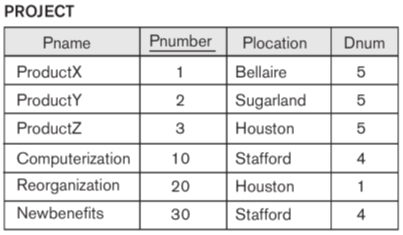 PROJECT
Pname Pnumber Plocation Dnum
ProductX 1 Bellaire 5
ProductY 2 Sugarland 5
ProductZ 3 Houston 5
Computerization 10 Stafford 4
Reorganization 20 Houston 1
Newbenefits 30 Stafford 4